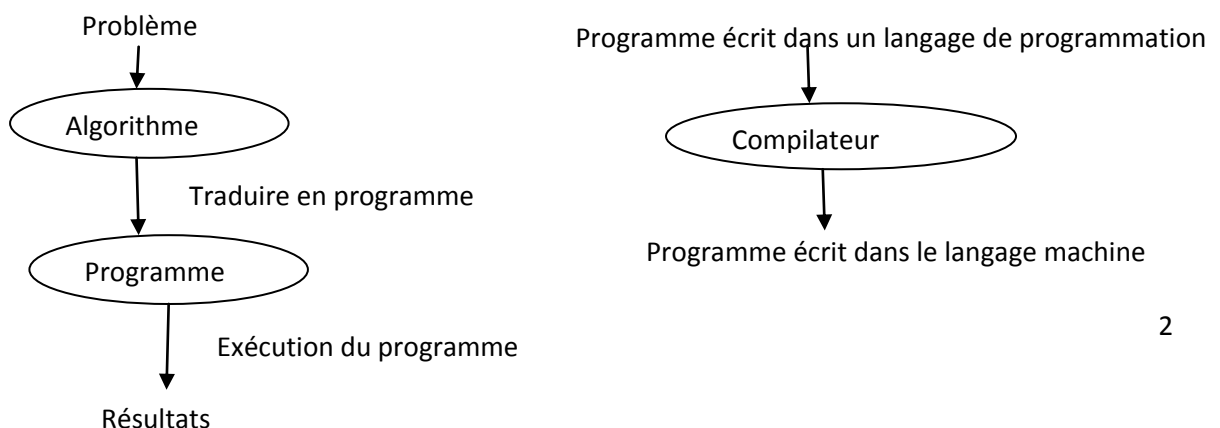 Problème
Algorithme
Traduire en programme
Programme
Exécution du programme
Résultats
Programme écrit dans un langage de programmation
Compilateur
Programme écrit dans le langage machine
2